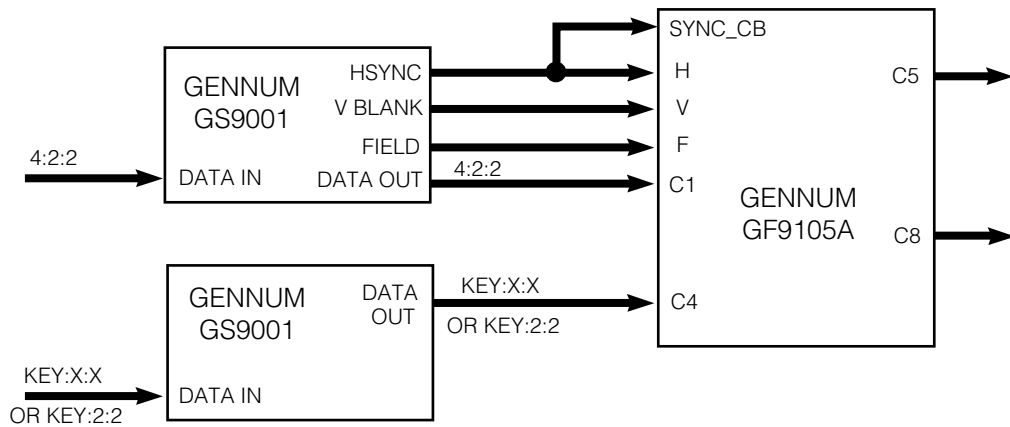 SYNC_CB
HSYNC
H
C5
GENNUM
GS9001
V BLANK
V
FIELD
F
4:2:2
DATA IN
DATA OUT
4:2:2
C1
GENNUM
GF9105A
C8
GENNUM
GS9001
DATA
OUT
KEY:X:X
OR KEY:2:2
C4
KEY:X:X
OR KEY:2:2
DATA IN